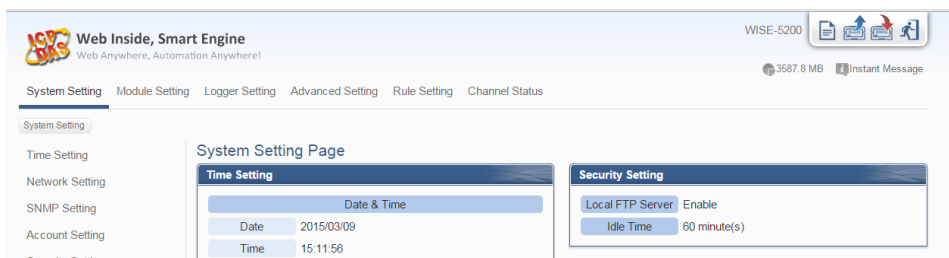 ICP DAS
Web Inside, Smart Engine
Web Anywhere, Automation Anywhere!
WISE-5200
3587.8 MB Instant Message
System Setting Module Setting Logger Setting Advanced Setting Rule Setting Channel Status
System Setting
Time Setting
Network Setting
SNMP Setting
Account Setting
System Setting Page
Time Setting
Date & Time
Date 2015/03/09
Time 15:11:56
Security Setting
Local FTP Server Enable
Idle Time 60 minute(s)